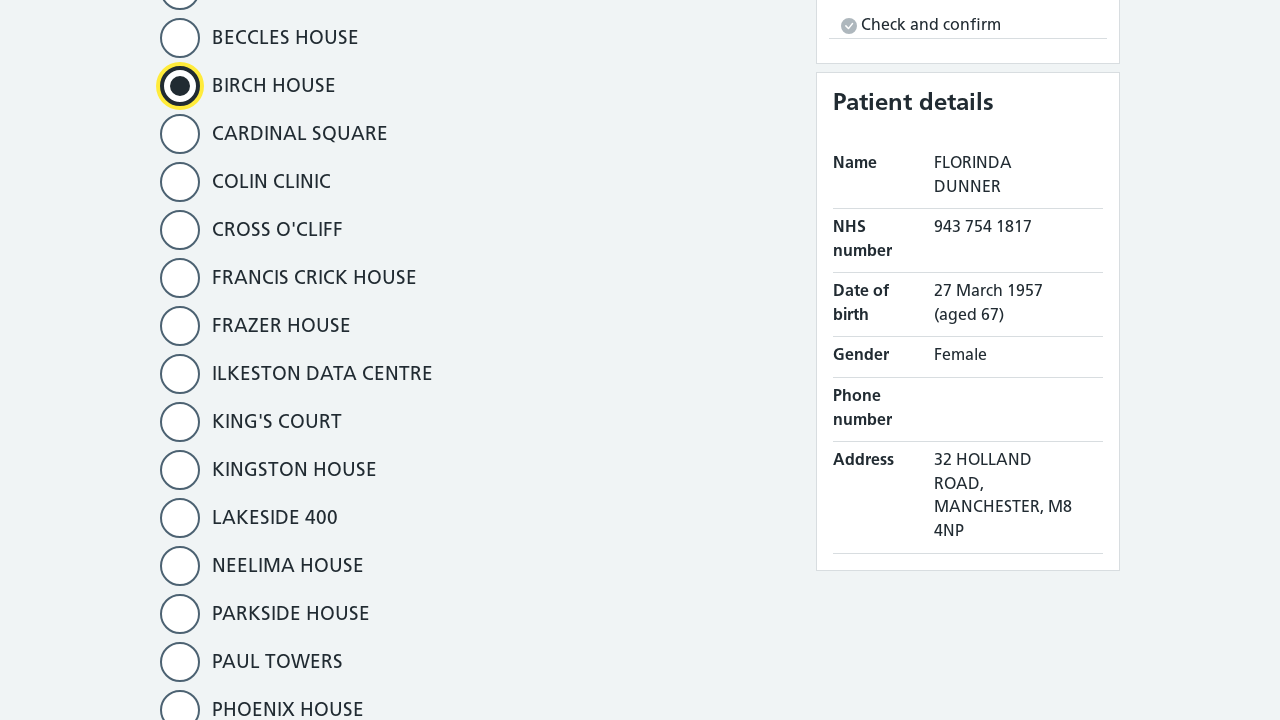 BECCLES HOUSE
BIRCH HOUSE
CARDINAL SQUARE
COLIN CLINIC
CROSS O'CLIFF
FRANCIS CRICK HOUSE
FRAZER HOUSE
ILKESTON DATA CENTRE
KING'S COURT
KINGSTON HOUSE
LAKESIDE 400
NEELIMA HOUSE
PARKSIDE HOUSE
PAUL TOWERS
PHOENIX HOUSE
Check and confirm
Patient details
Name FLORINDA
DUNNER
NHS 943 754 1817
number
Date of 27 March 1957
birth (aged 67)
Gender Female
Phone
number
Address 32 HOLLAND
ROAD,
MANCHESTER, M8
4NP